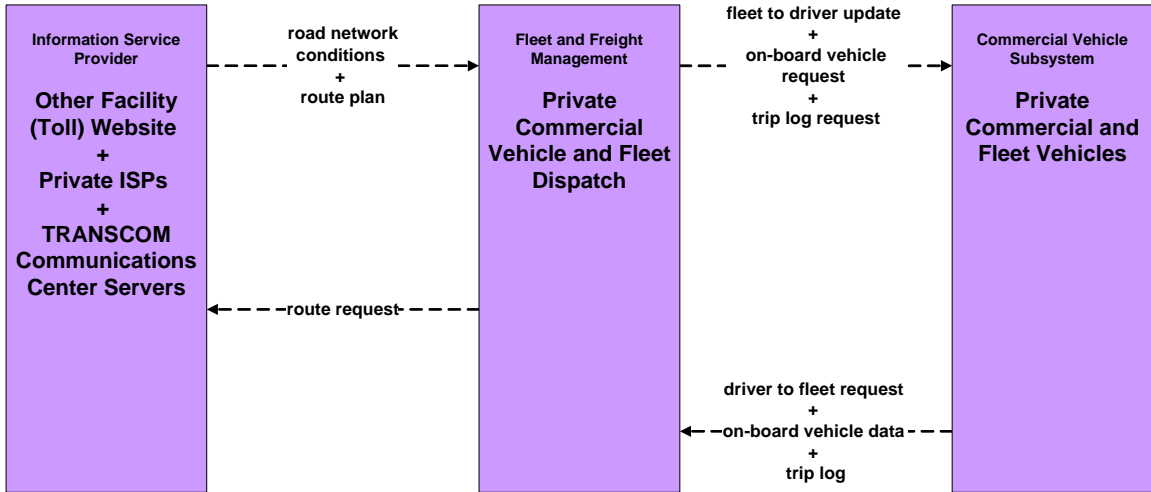 Information Service
Provider
Other Facility
(Toll) Website
+
Private ISPs
+
TRANSCOM
Communications
Center Servers
road network
conditions
+
route plan
route request
Fleet and Freight
Management
Private
Commercial
Vehicle and Fleet
Dispatch
fleet to driver update
+
on-board vehicle
request
+
trip log request
driver to fleet request
+
on-board vehicle data
+
trip log
Commercial Vehicle
Subsystem
Private
Commercial and
Fleet Vehicles